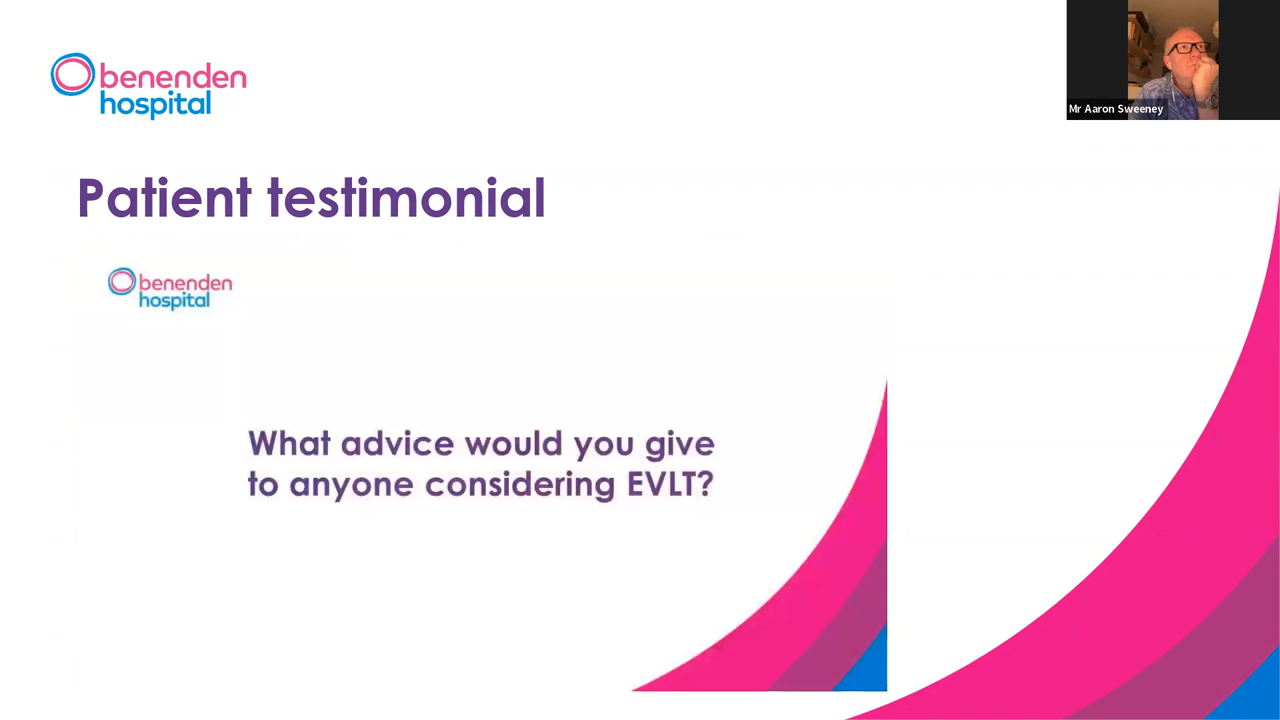 benenden
hospital
Mr Aaron Sweeney
Patient testimonial
benenden
hospital
What advice would you give
to anyone considering EVLT?